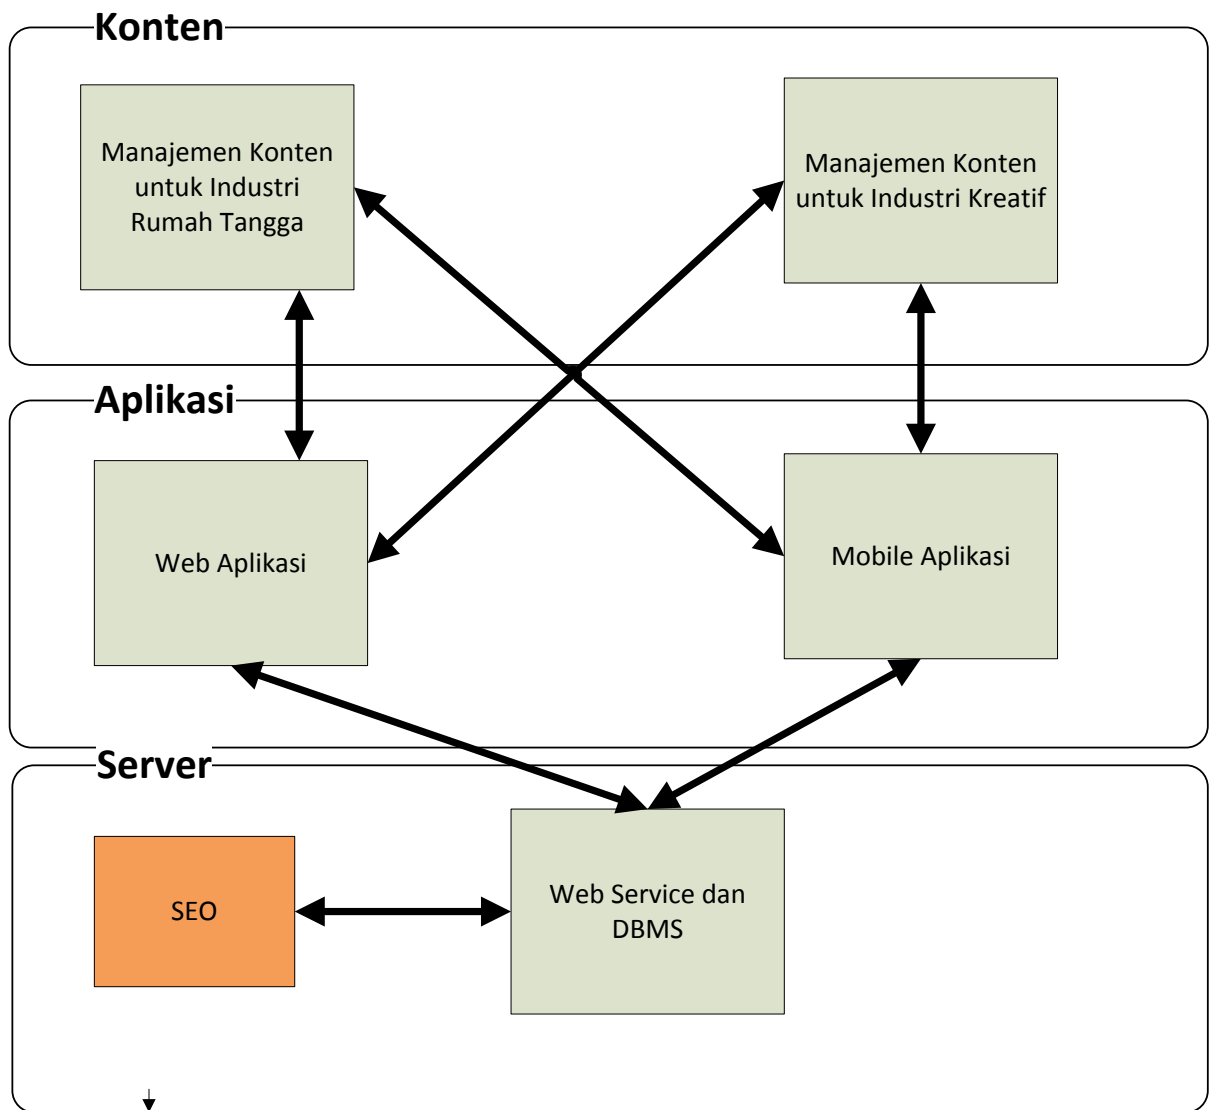 Konten
Manajemen Konten
untuk Industri
Rumah Tangga
Manajemen Konten
untuk Industri Kreatif
Aplikasi
Web Aplikasi
Mobile Aplikasi
Server
SEO
Web Service dan
DBMS